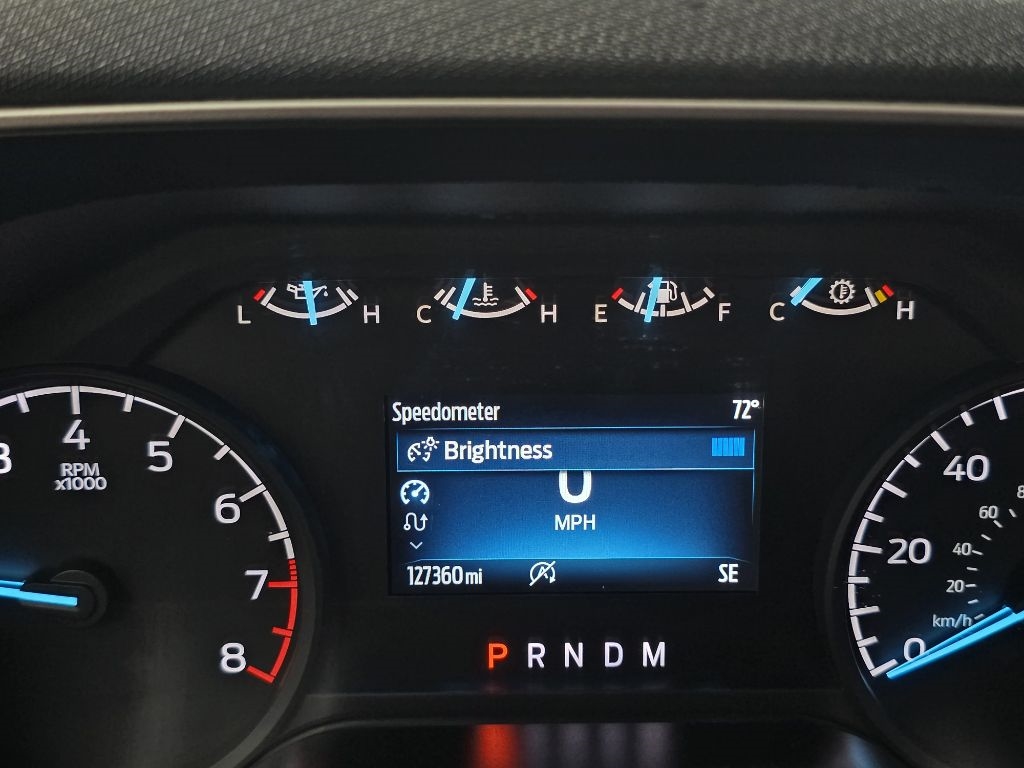 L H C H E F C H
Speedometer 72°
Brightness
0
MPH
127360 mi SE
P R N D M
3 4 5 6 7 8
RPM
x1000
40
20
0
60
40
20
km/h